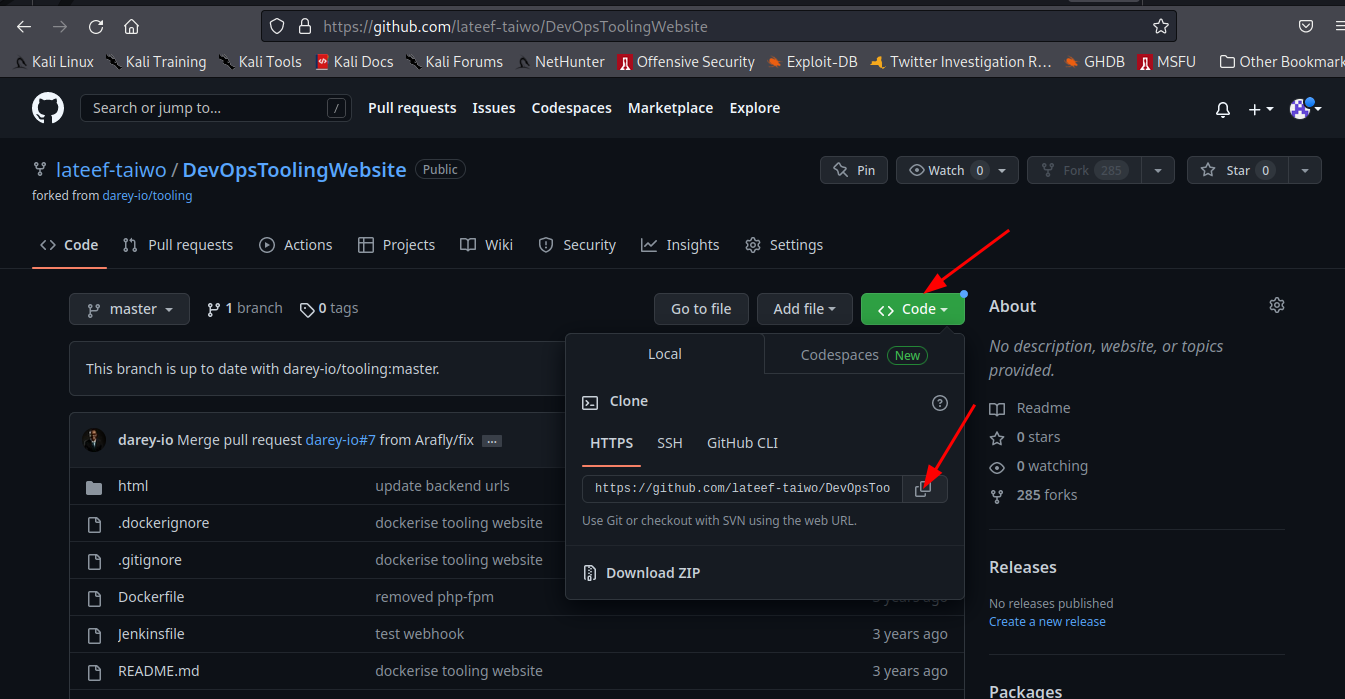 https://github.com/lateef-taiwo/DevOpsToolingWebsite
Kali Linux Kali Training Kali Tools Kali Docs Kali Forums NetHunter Offensive Security Exploit-DB Twitter Investigation R... GHDB MSFU Other Bookmark
Search or jump to... / Pull requests Issues Codespaces Marketplace Explore
lateef-taiwo / DevOpsToolingWebsite Public Pin Watch 0 Fork 285 Star 0
forked from darey-io/tooling
Code Pull requests Actions Projects Wiki Security Insights Settings
master 1 branch 0 tags Go to file Add file Code About
Local Codespaces New No description, website, or topics
This branch is up to date with darey-io/tooling:master. provided.
Clone Readme
darey-io Merge pull request darey-io#7 from Arafly/fix ... HTTPS SSH GitHub CLI 0 stars
0 watching
html update backend urls https://github.com/lateef-taiwo/DevOpsToo 285 forks
.dockerignore dockerise tooling website Use Git or checkout with SVN using the web URL.
.gitignore dockerise tooling website Download ZIP Releases
Dockerfile removed php-fpm 3 years ago No releases published
Create a new release
Jenkinsfile test webhook 3 years ago
README.md dockerise tooling website 3 years ago
Packages